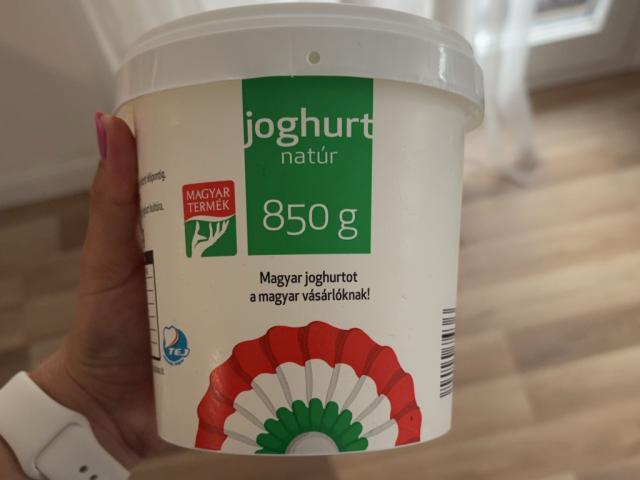 joghurt
natúr
850 g
MAGYAR
TERMÉK
Magyar joghurtot
a magyar vásárlóknak!
TEJ